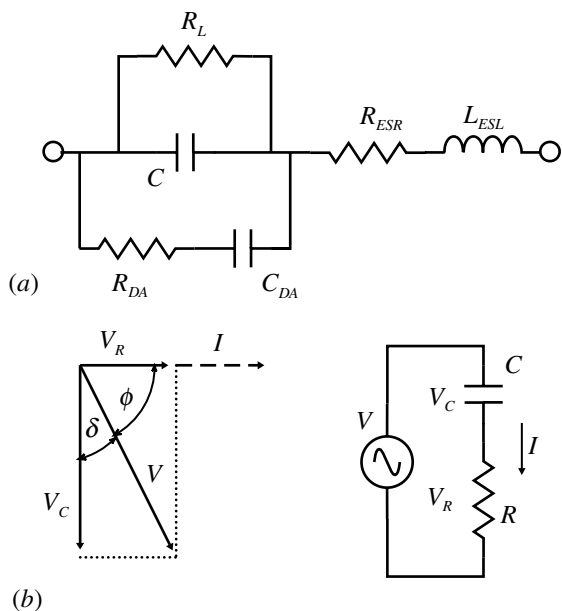 R_L
R_ESR L_ESL
C
R_DA C_DA
(a)
V_R I
φ
δ
V
V_C
C
V_C
V
I
V_R
R
(b)